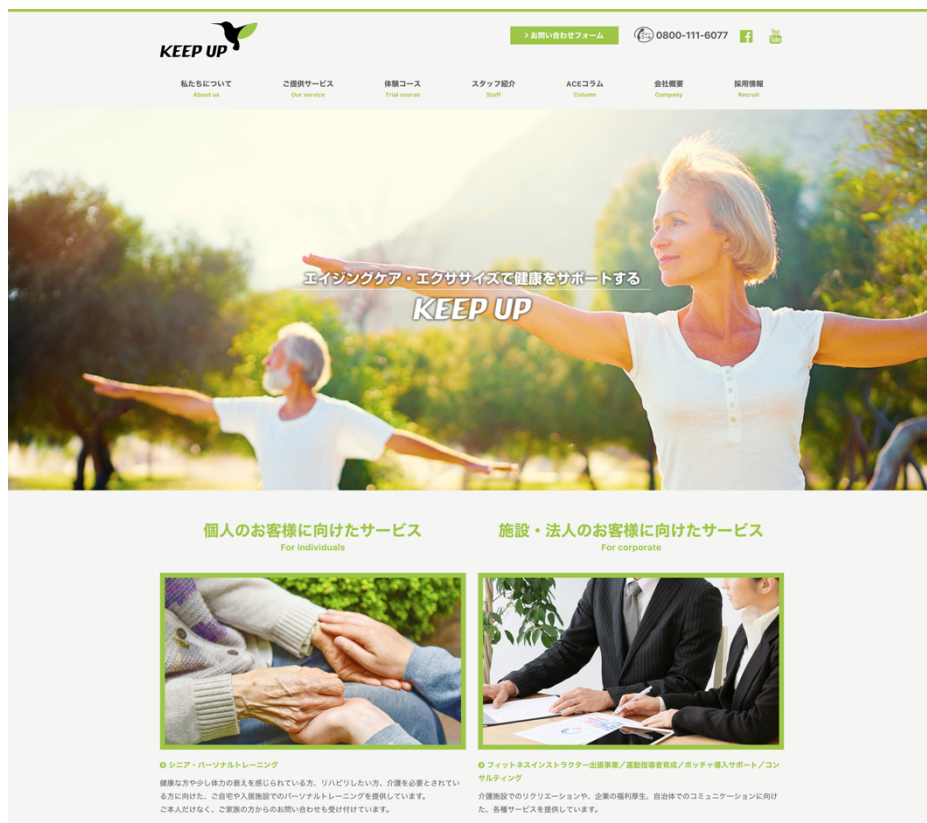 KEEP UP
お問い合わせフォーム
0800-111-6077
You
Tube
私たちについて
About us
ご提供サービス
Our service
体験コース
Trial course
スタッフ紹介
Staff
ACEコラム
Column
会社概要
Company
採用情報
Recruit
エイジングケア・エクササイズで健康をサポートする
KEEP UP
個人のお客様に向けたサービス
For individuals
施設・法人のお客様に向けたサービス
For corporate
シニア・パーソナルトレーニング
健康な方や少し体力の衰えを感じられている方、リハビリしたい方、介護を必要とされてい
る方に向けた、ご自宅や入居施設でのパーソナルトレーニングを提供しています。
ご本人だけなく、ご家族の方からのお問い合わせも受け付けています。
フィットネスインストラクター出張事業／運動指導者育成／ボッチャ導入サポート／コン
サルティング
介護施設でのリクリエーションや、企業の福利厚生、自治体でのコミュニケーションに向け
た、各種サービスを提供しています。